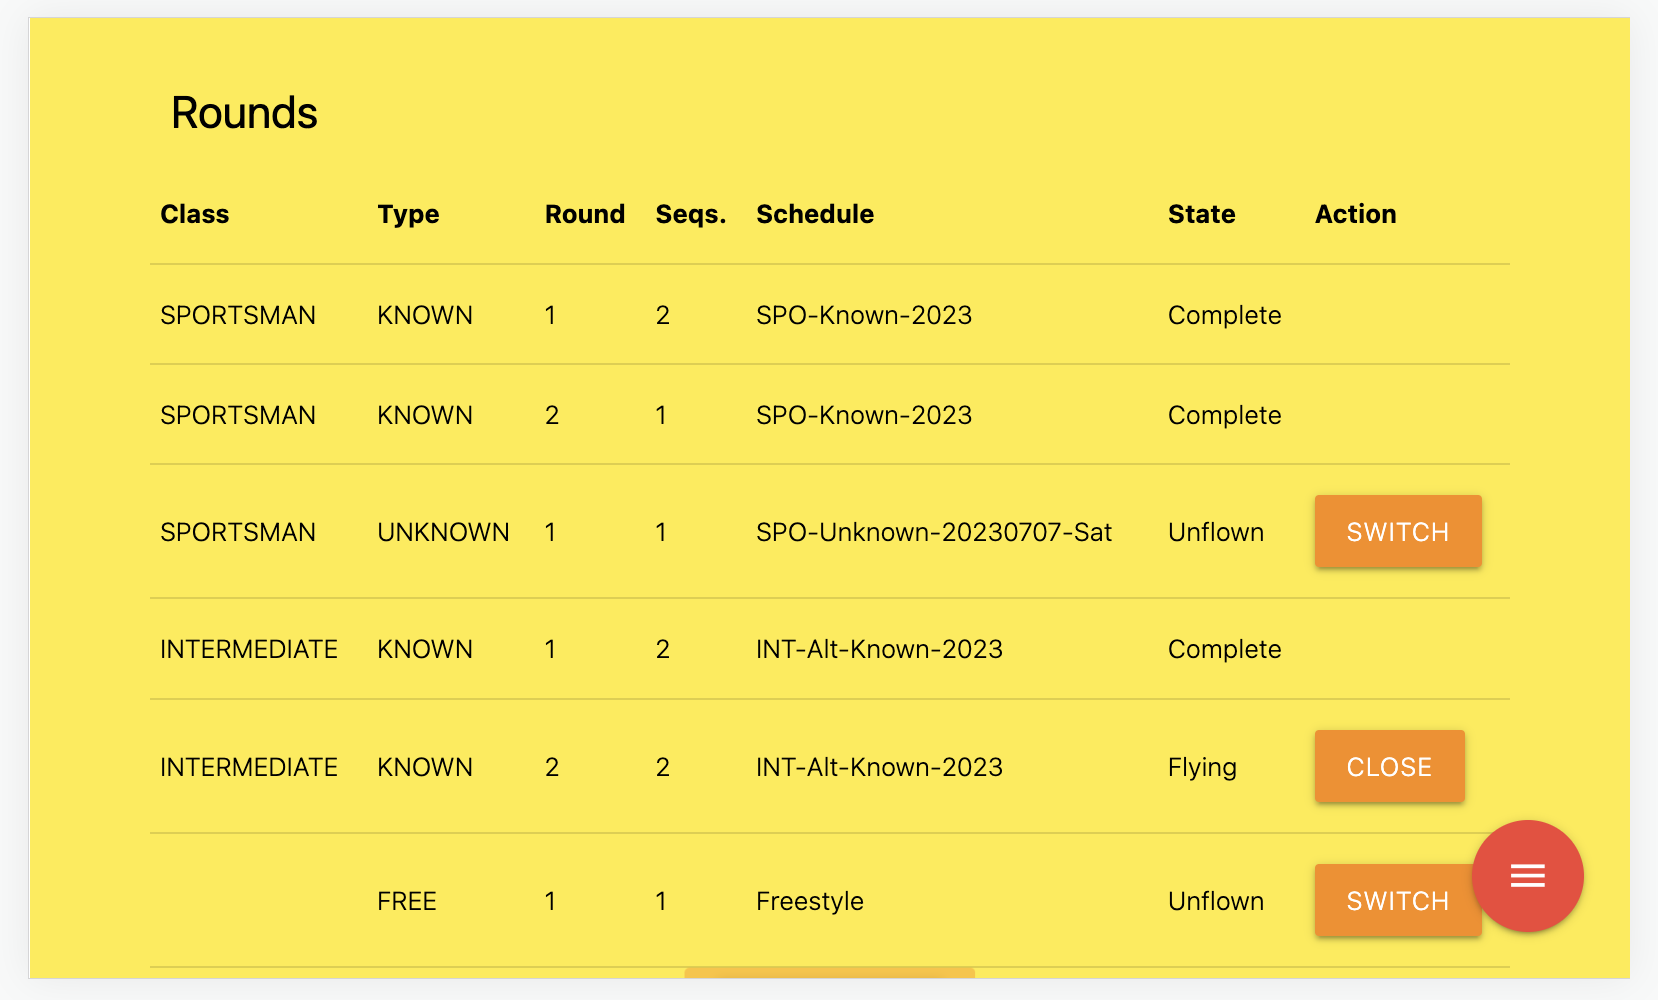 Rounds
Class Type Round Seqs. Schedule State Action
SPORTSMAN KNOWN 1 2 SPO-Known-2023 Complete
SPORTSMAN KNOWN 2 1 SPO-Known-2023 Complete
SPORTSMAN UNKNOWN 1 1 SPO-Unknown-20230707-Sat Unflown SWITCH
INTERMEDIATE KNOWN 1 2 INT-Alt-Known-2023 Complete
INTERMEDIATE KNOWN 2 2 INT-Alt-Known-2023 Flying CLOSE
FREE 1 1 Freestyle Unflown SWITCH